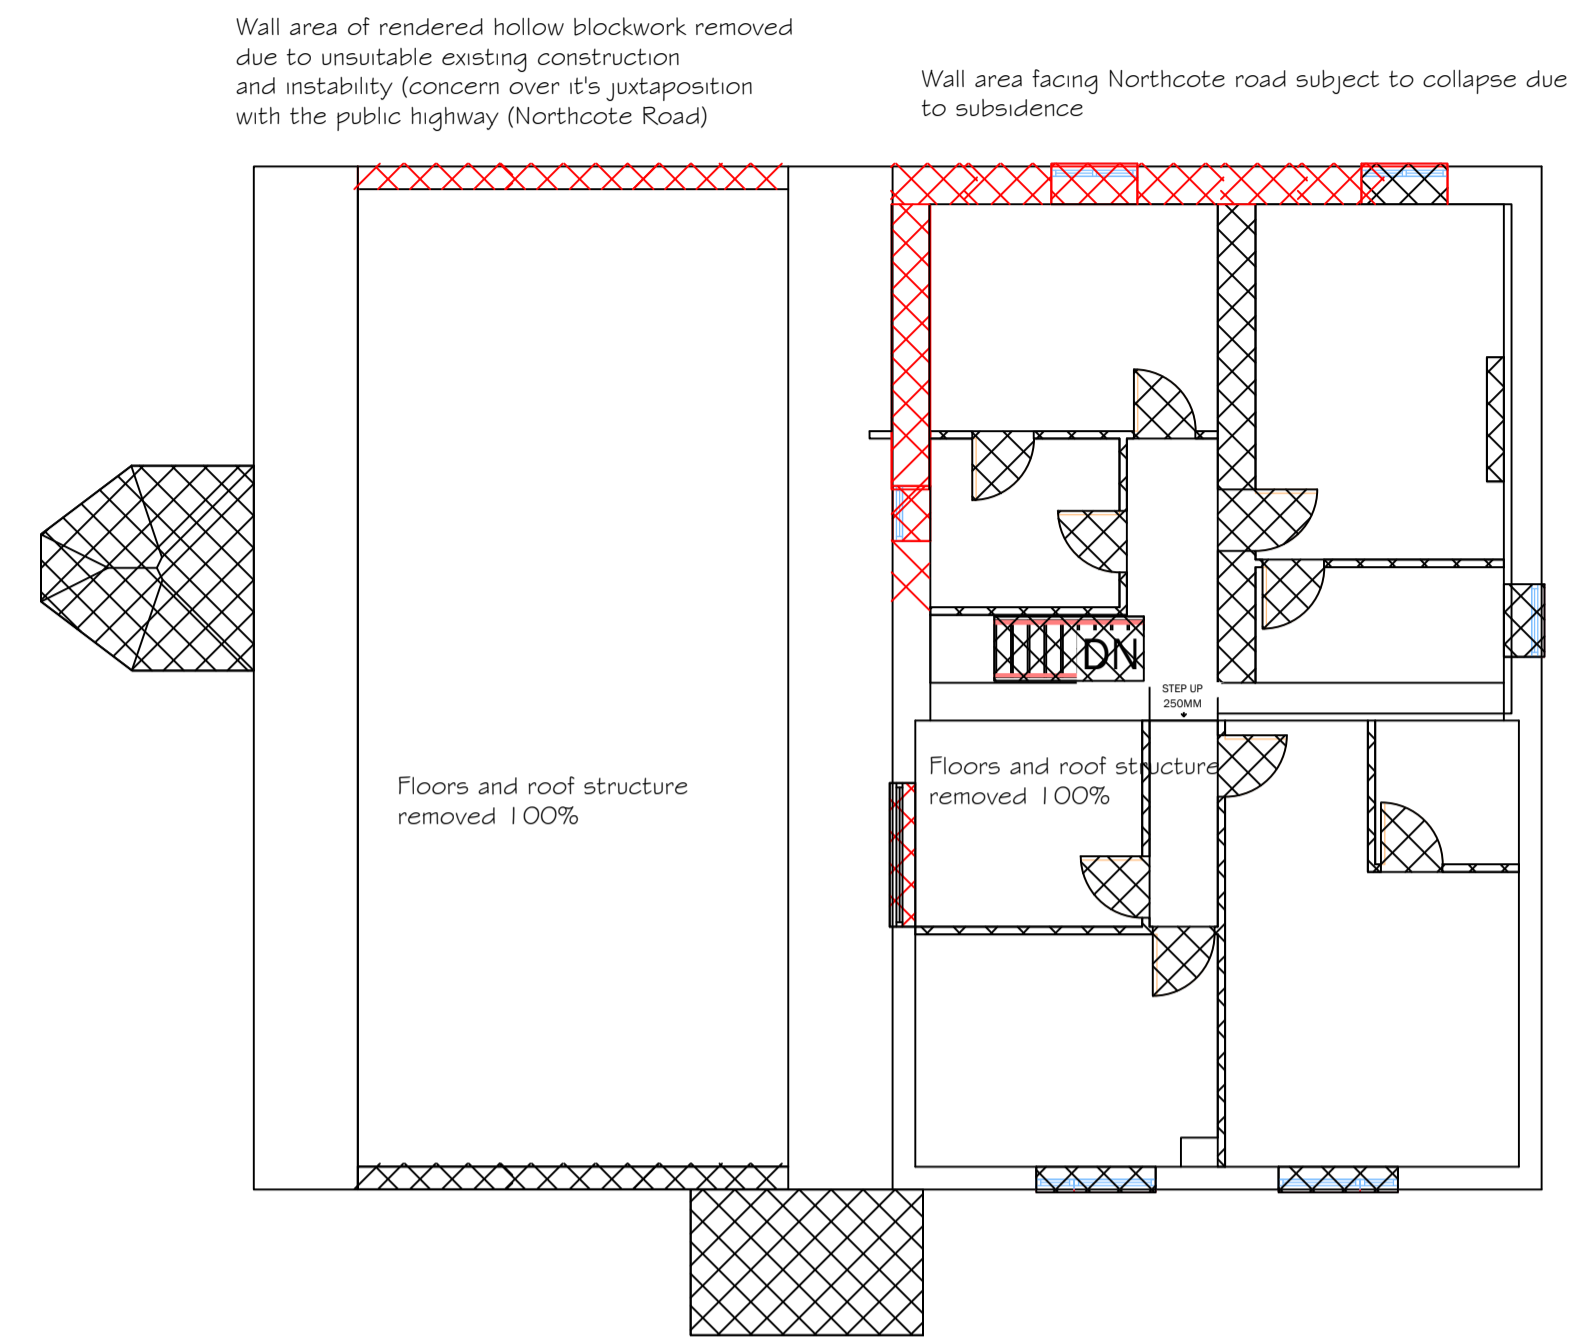 Wall area of rendered hollow blockwork removed
due to unsuitable existing construction
and instability (concern over it's juxtaposition
with the public highway (Northcote Road)
Wall area facing Northcote road subject to collapse due
to subsidence
DN
STEP UP
250MM
Floors and roof structure
removed 100%
Floors and roof structure
removed 100%